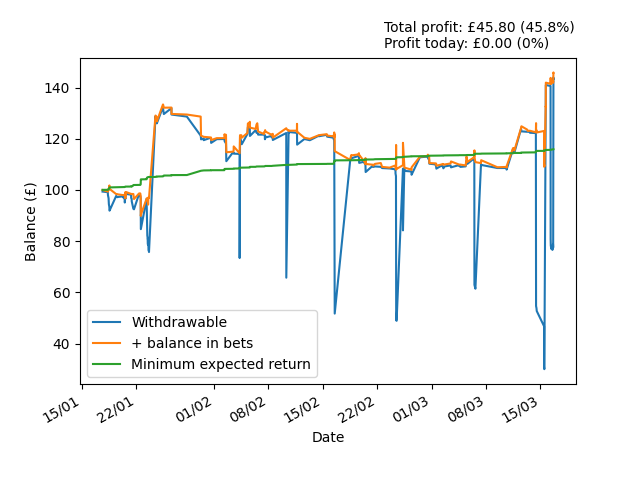 Total profit: £45.80 (45.8%)
Profit today: £0.00 (0%)
140
120
100
80
60
40
Balance (£)
Withdrawable
+ balance in bets
Minimum expected return
15/01
22/01
01/02
08/02
15/02
22/02
01/03
08/03
15/03
Date